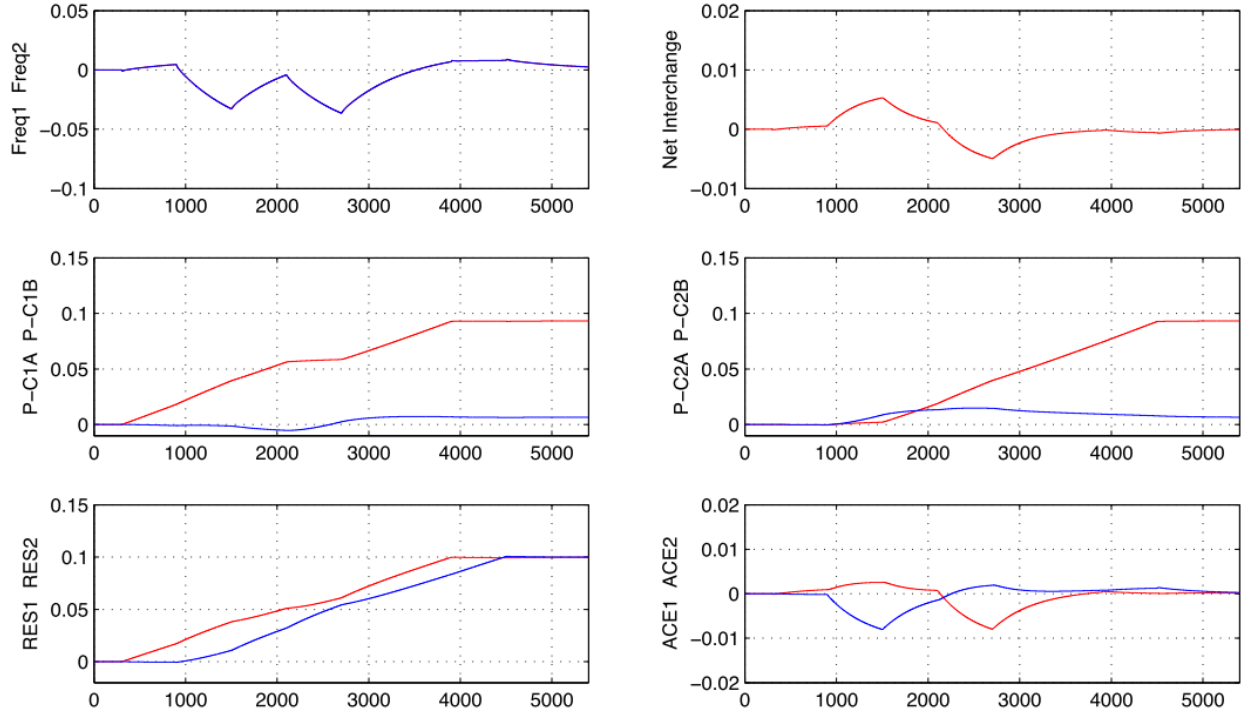 Freq1 Freq2
0.05
0
−0.05
−0.1
0 1000 2000 3000 4000 5000
Net Interchange
0.02
0.01
0
−0.01
0 1000 2000 3000 4000 5000
P−C1A P−C1B
0.15
0.1
0.05
0
0 1000 2000 3000 4000 5000
P−C2A P−C2B
0.15
0.1
0.05
0
0 1000 2000 3000 4000 5000
RES1 RES2
0.15
0.1
0.05
0
0 1000 2000 3000 4000 5000
ACE1 ACE2
0.02
0.01
0
−0.01
−0.02
0 1000 2000 3000 4000 5000